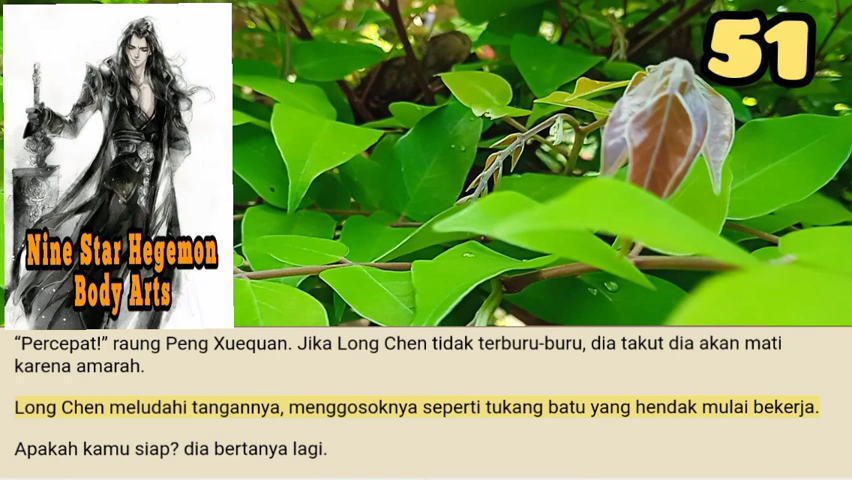 51
Nine Star Hegemon
Body Arts
“Percepat!” raung Peng Xuequan. Jika Long Chen tidak terburu-buru, dia takut dia akan mati
karena amarah.
Long Chen meludahi tangannya, menggosoknya seperti tukang batu yang hendak mulai bekerja.
Apakah kamu siap? dia bertanya lagi.